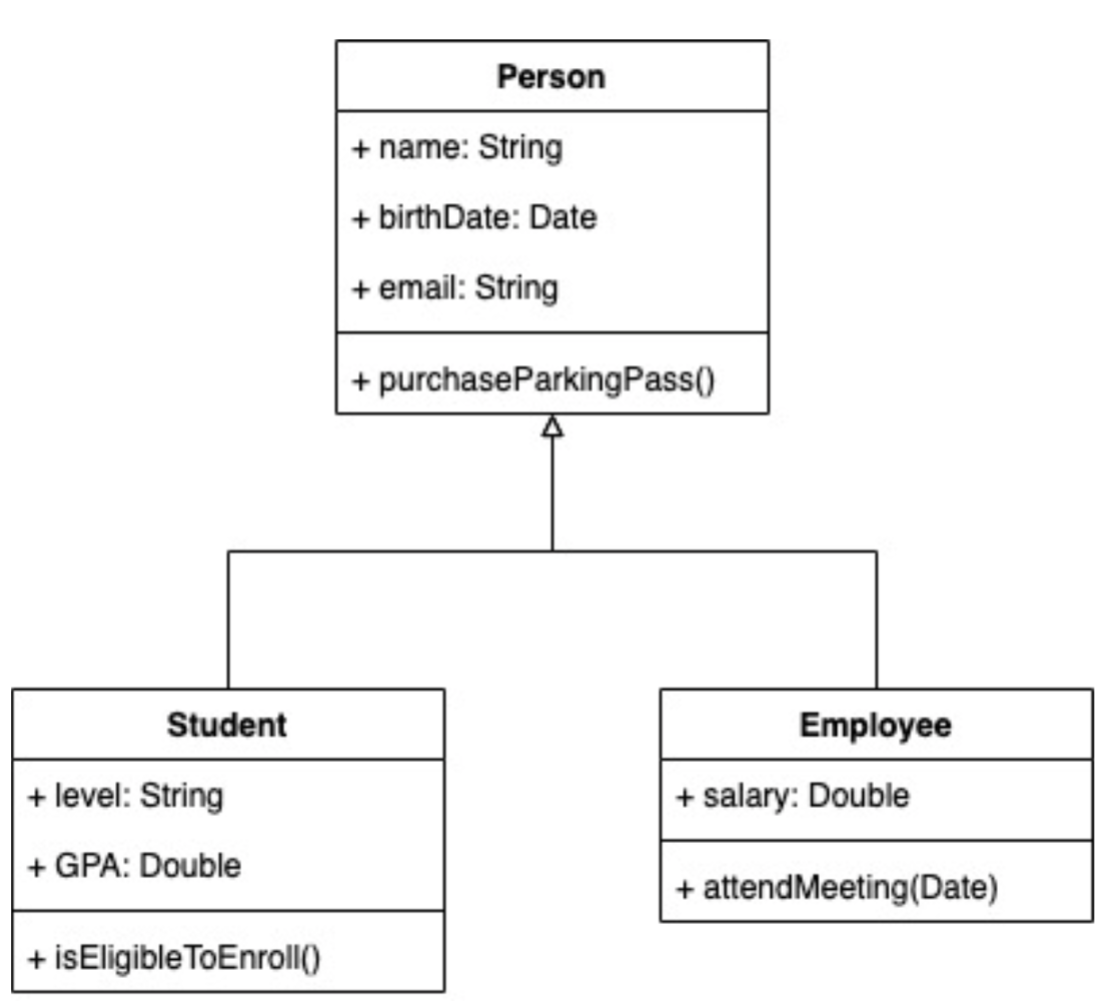 Person
+ name: String
+ birthDate: Date
+ email: String
+ purchaseParkingPass()
Student
+ level: String
+ GPA: Double
+ isEligibleToEnroll()
Employee
+ salary: Double
+ attendMeeting(Date)